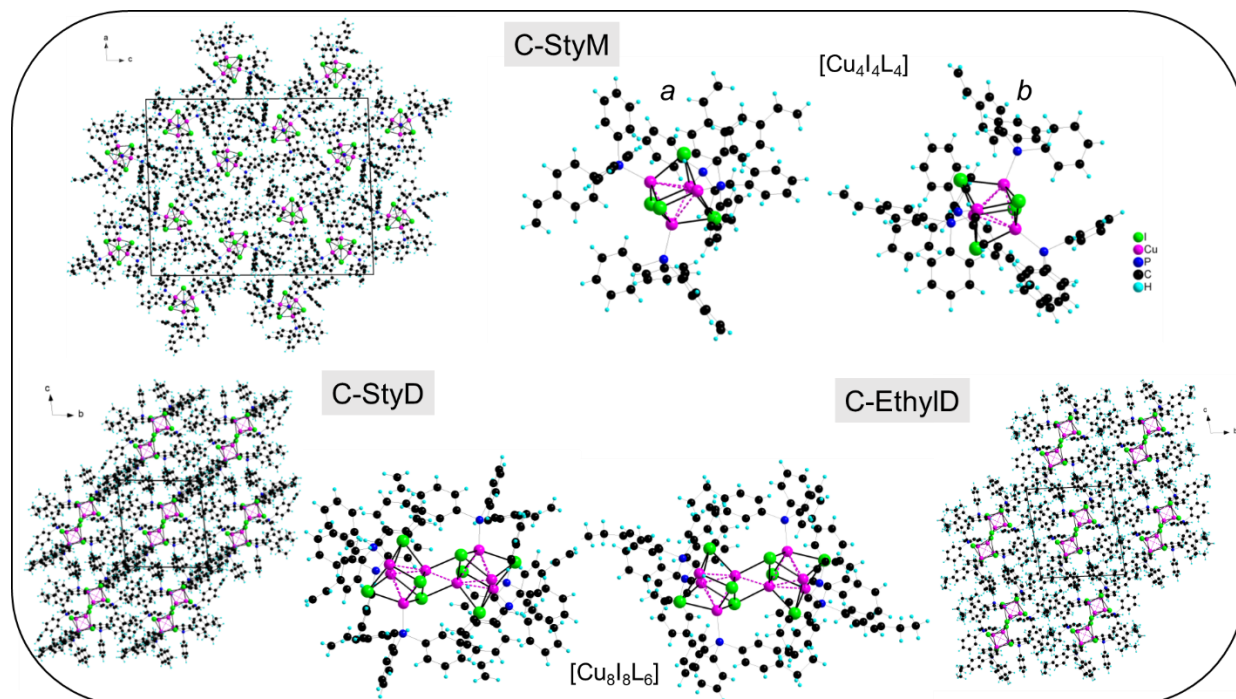 C-StyM
[Cu₄I₄L₄]
a
c
a
b
I
Cu
P
C
H
C-StyD
C-EthylD
c
b
c
b
[Cu₈I₈L₆]